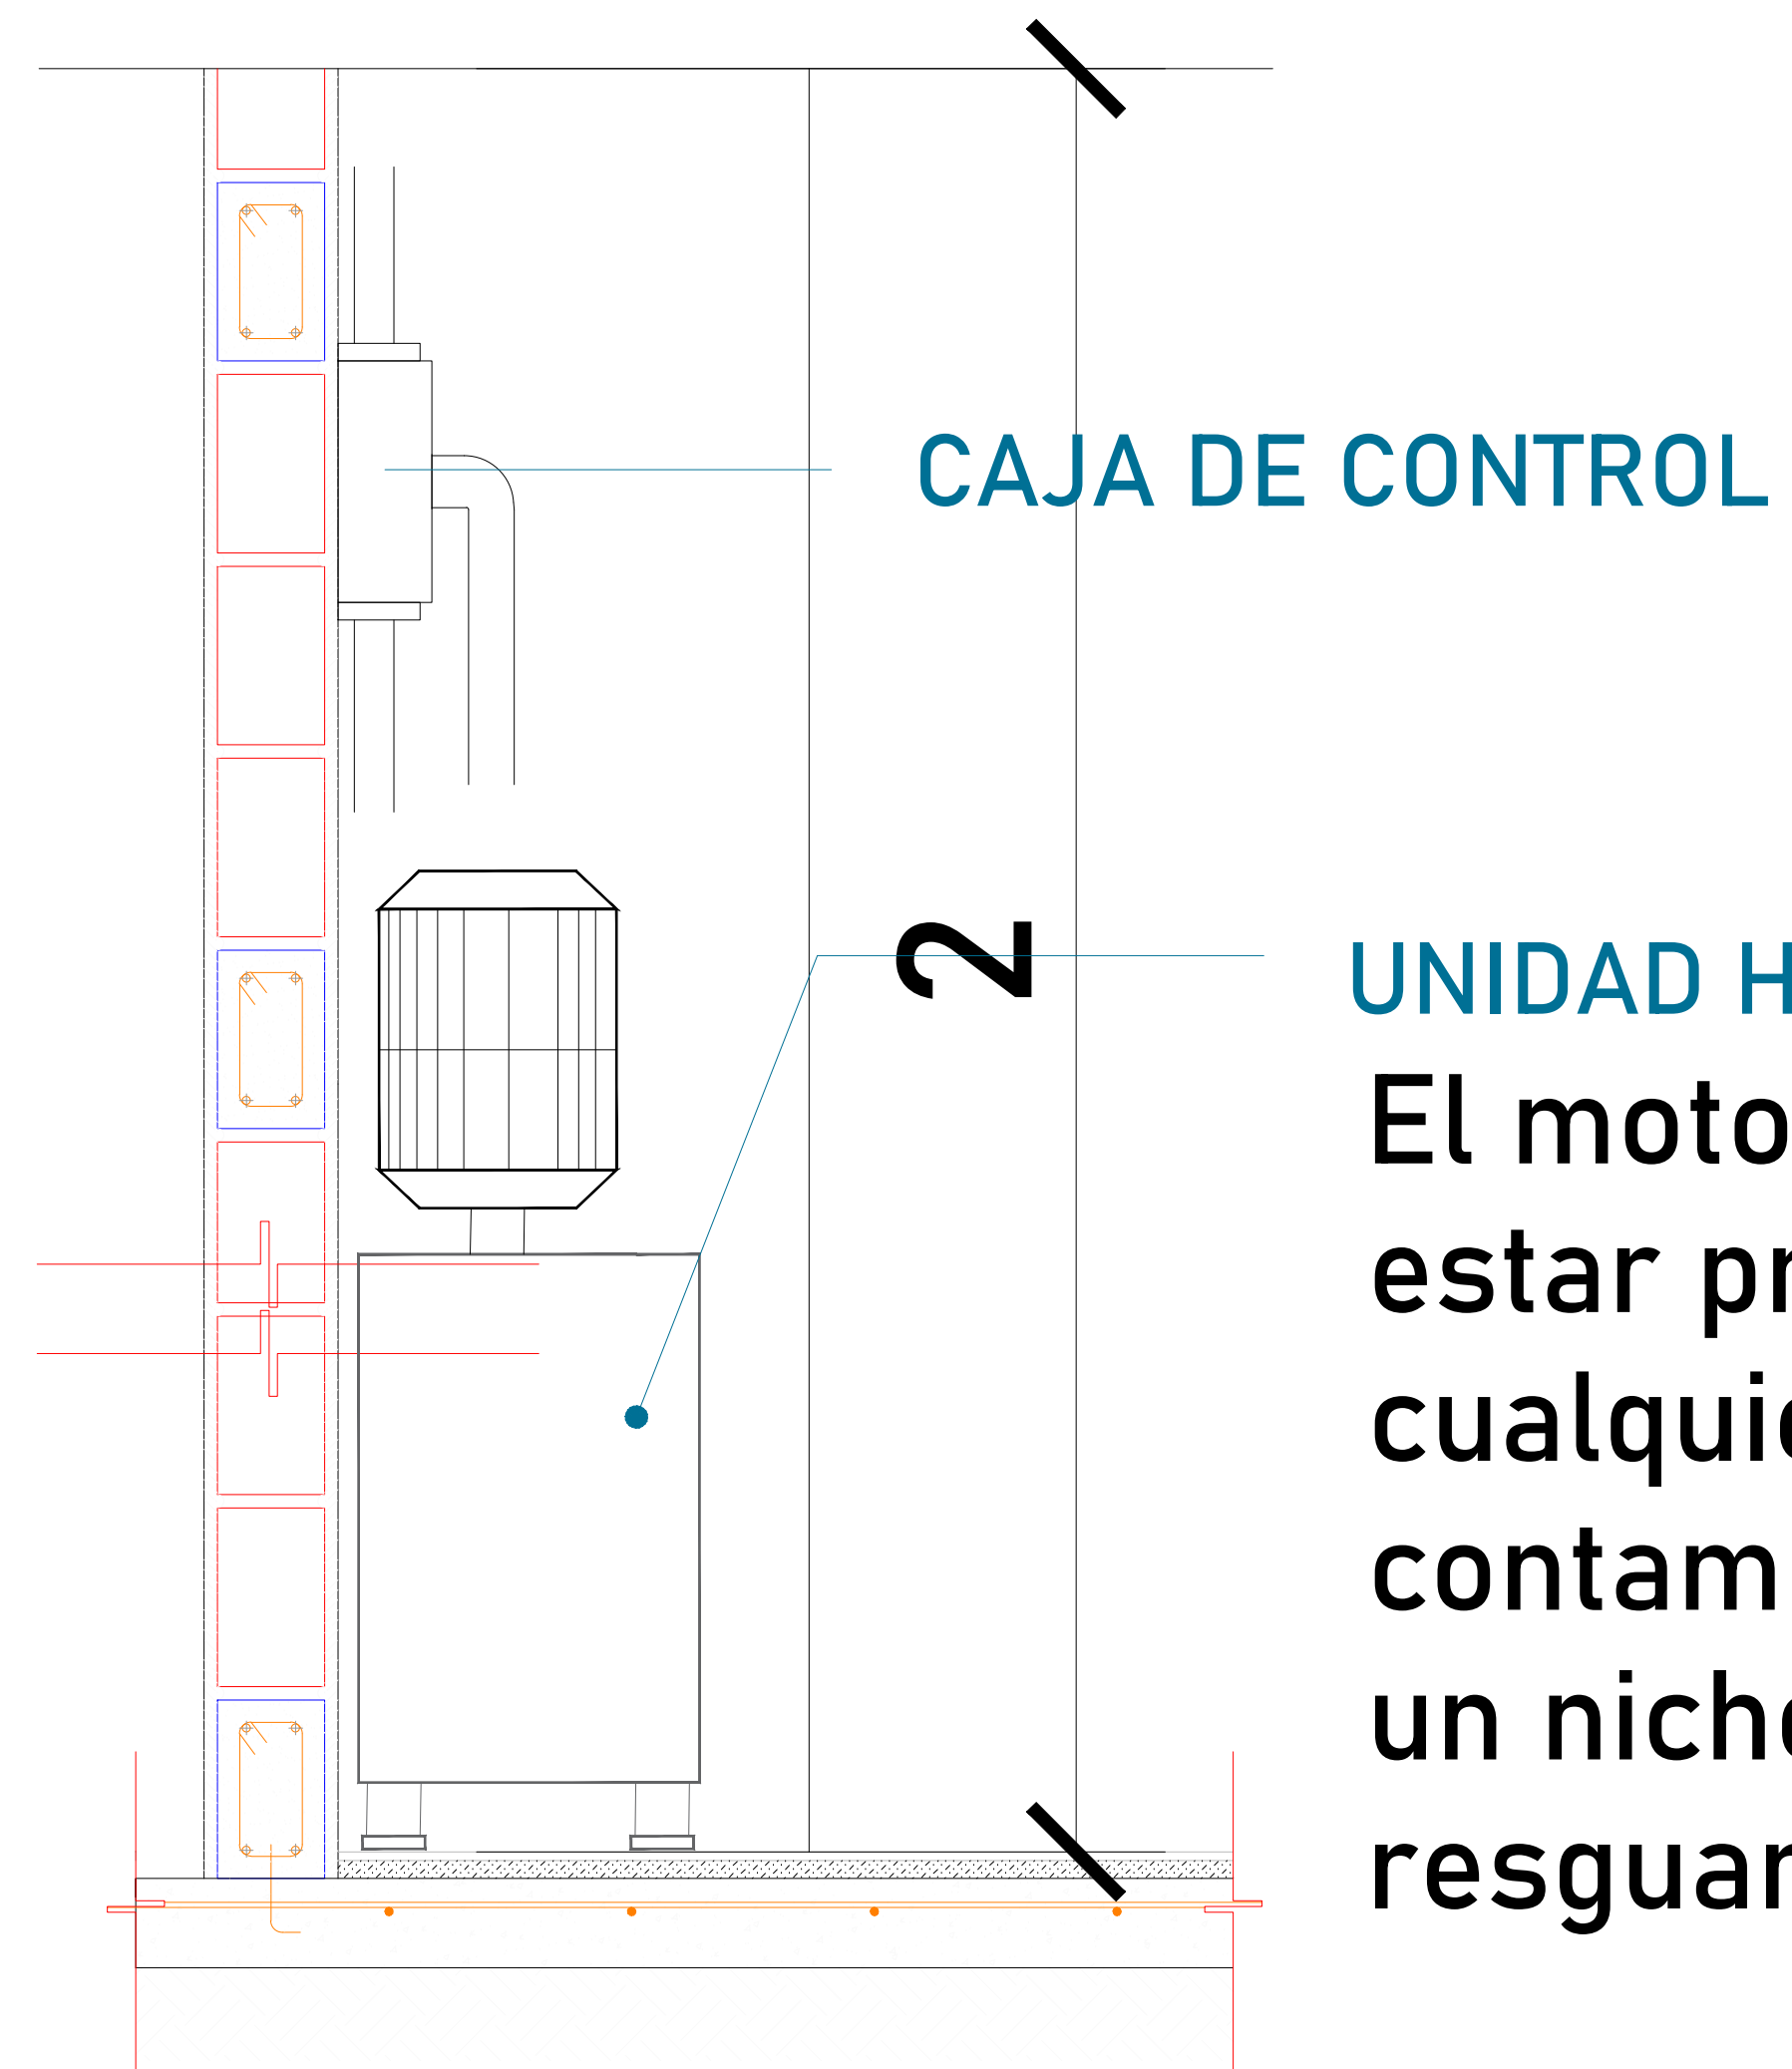 CAJA DE CONTROL
2
UNIDAD H
El moto
estar pr
cualqui
contam
un nich
resguar